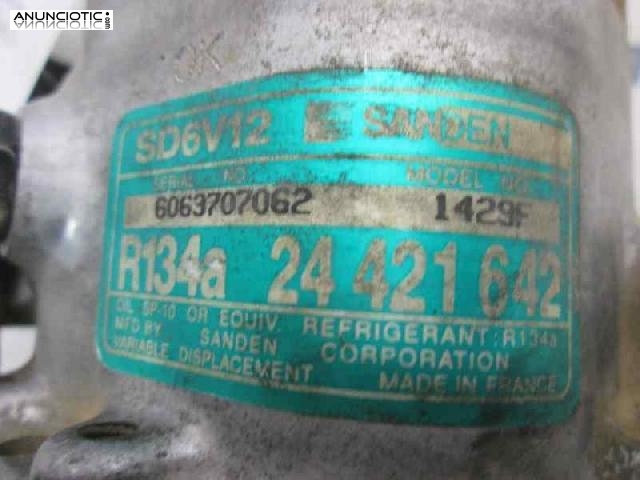 ANUNCIOTIC.com
SD6V12 SANDEN
SERIAL NO. MODEL NO.
6063707062 1429F
R134a 24 421 642
OIL SP-10 OR EQUIV. REFRIGERANT: R134a
MFD BY SANDEN CORPORATION
VARIABLE DISPLACEMENT MADE IN FRANCE